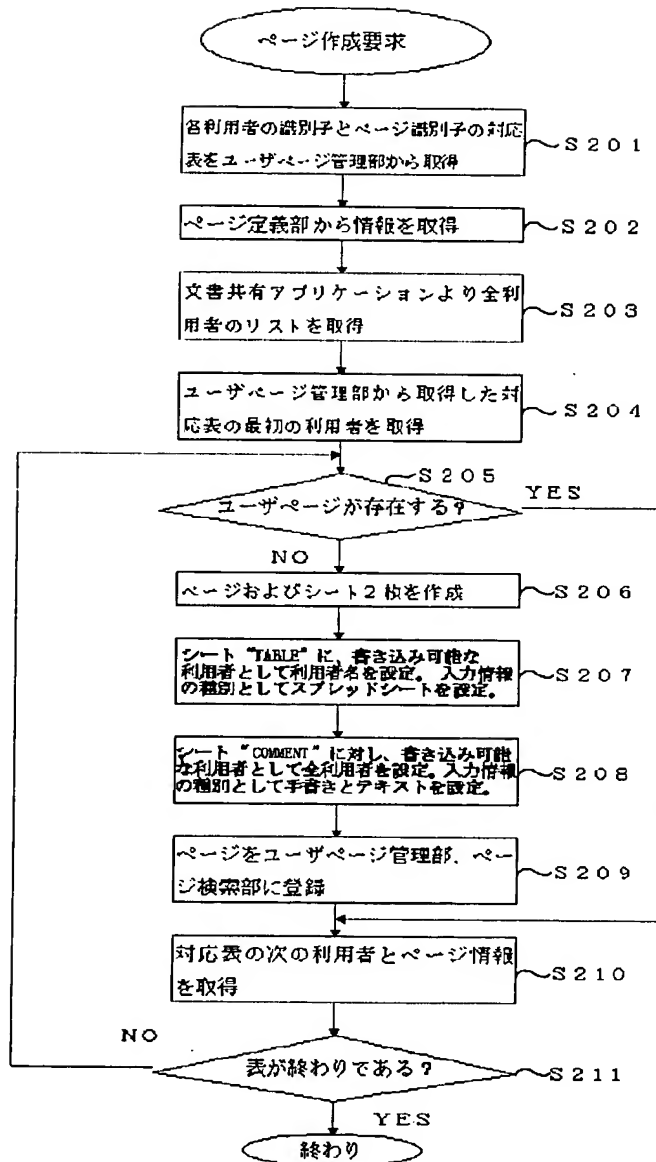 ページ作成要求
各利用者の識別子とページ識別子の対応
表をユーザページ管理部から取得
S201
ページ定義部から情報を取得
S202
文書共有アプリケーションより全利
用者のリストを取得
S203
ユーザページ管理部から取得した対
応表の最初の利用者を取得
S204
S205
ユーザページが存在する?
YES
NO
ページおよびシート2枚を作成
S206
シート"TABLE"に、書き込み可能な
利用者として利用者名を設定。入力情報
の種別としてスプレッドシートを設定。
S207
シート"COMMENT"に対し、書き込み可能
な利用者として全利用者を設定。入力情報
の種別として手書きとテキストを設定。
S208
ページをユーザページ管理部、ペー
ジ検索部に登録
S209
対応表の次の利用者とページ情報
を取得
S210
NO
表が終わりである?
S211
YES
終わり